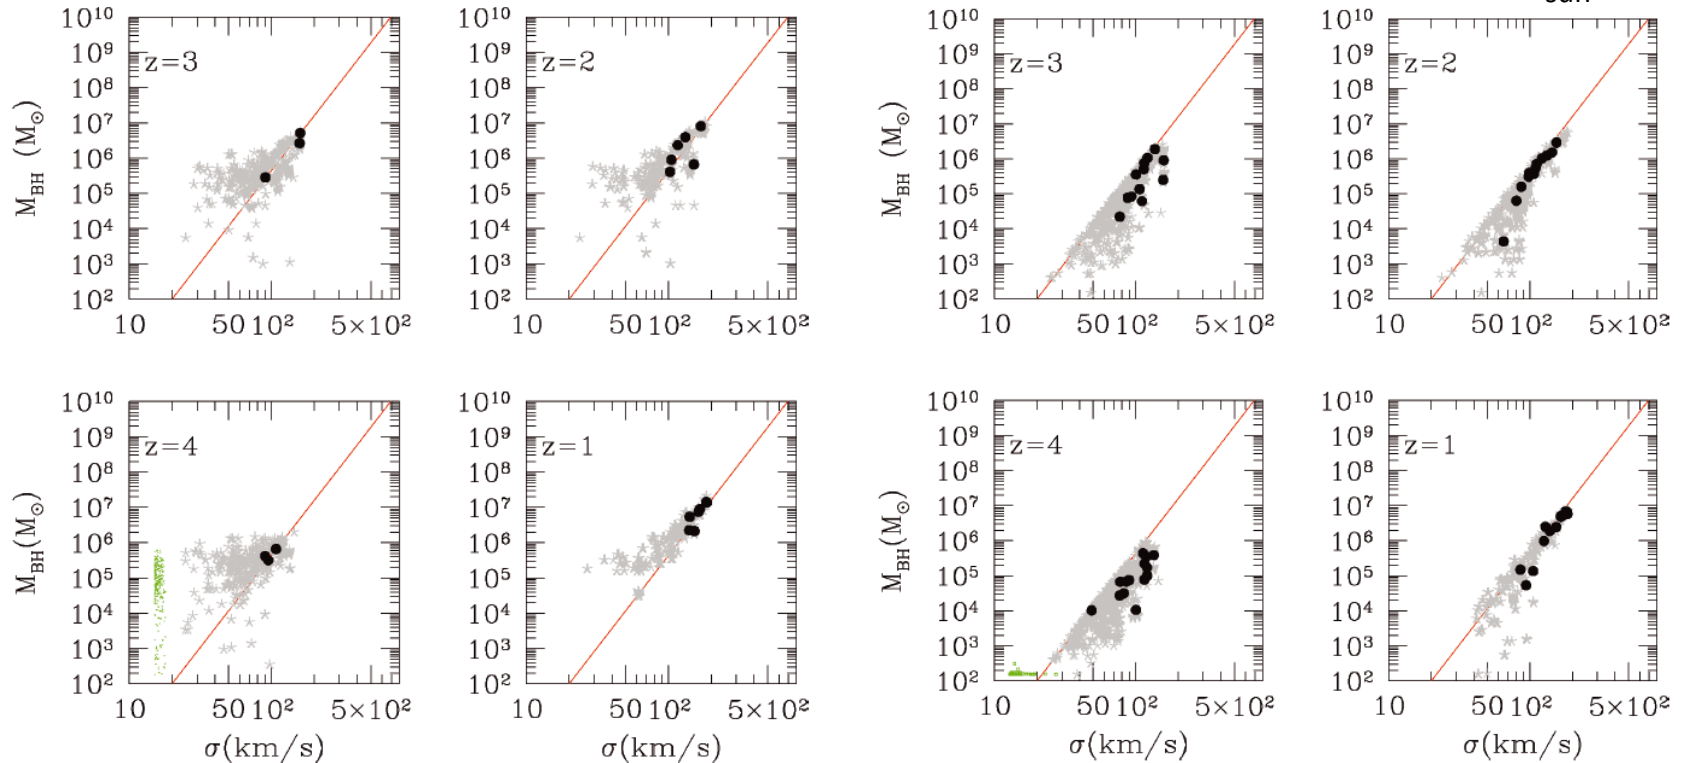 sun
10¹⁰ 10¹⁰ 10¹⁰ 10¹⁰
10⁹ 10⁹ 10⁹ 10⁹
z=3 z=2 z=3 z=2
10⁸ 10⁸ 10⁸ 10⁸
10⁷ 10⁷ 10⁷ 10⁷
M_BH (M_⊙) M_BH (M_⊙)
10⁶ 10⁶ 10⁶ 10⁶
10⁵ 10⁵ 10⁵ 10⁵
10⁴ 10⁴ 10⁴ 10⁴
10³ 10³ 10³ 10³
10² 10² 10² 10²
10 50 10² 5×10² 10 50 10² 5×10² 10 50 10² 5×10² 10 50 10² 5×10²
10¹⁰ 10¹⁰ 10¹⁰ 10¹⁰
10⁹ 10⁹ 10⁹ 10⁹
z=4 z=1 z=4 z=1
10⁸ 10⁸ 10⁸ 10⁸
10⁷ 10⁷ 10⁷ 10⁷
M_BH(M_⊙) M_BH(M_⊙)
10⁶ 10⁶ 10⁶ 10⁶
10⁵ 10⁵ 10⁵ 10⁵
10⁴ 10⁴ 10⁴ 10⁴
10³ 10³ 10³ 10³
10² 10² 10² 10²
10 50 10² 5×10² 10 50 10² 5×10² 10 50 10² 5×10² 10 50 10² 5×10²
σ(km/s) σ(km/s) σ(km/s) σ(km/s)